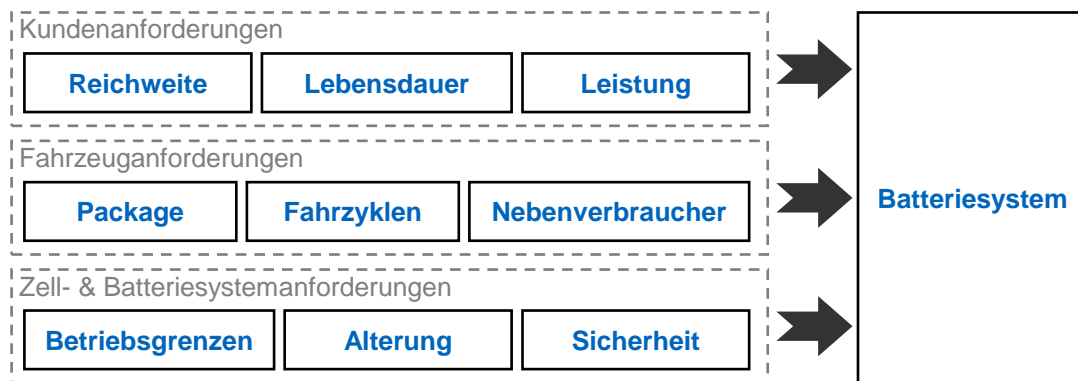 Kundenanforderungen
Reichweite Lebensdauer Leistung
Fahrzeuganforderungen
Package Fahrzyklen Nebenverbraucher
Batteriesystem
Zell- & Batteriesystemanforderungen
Betriebsgrenzen Alterung Sicherheit